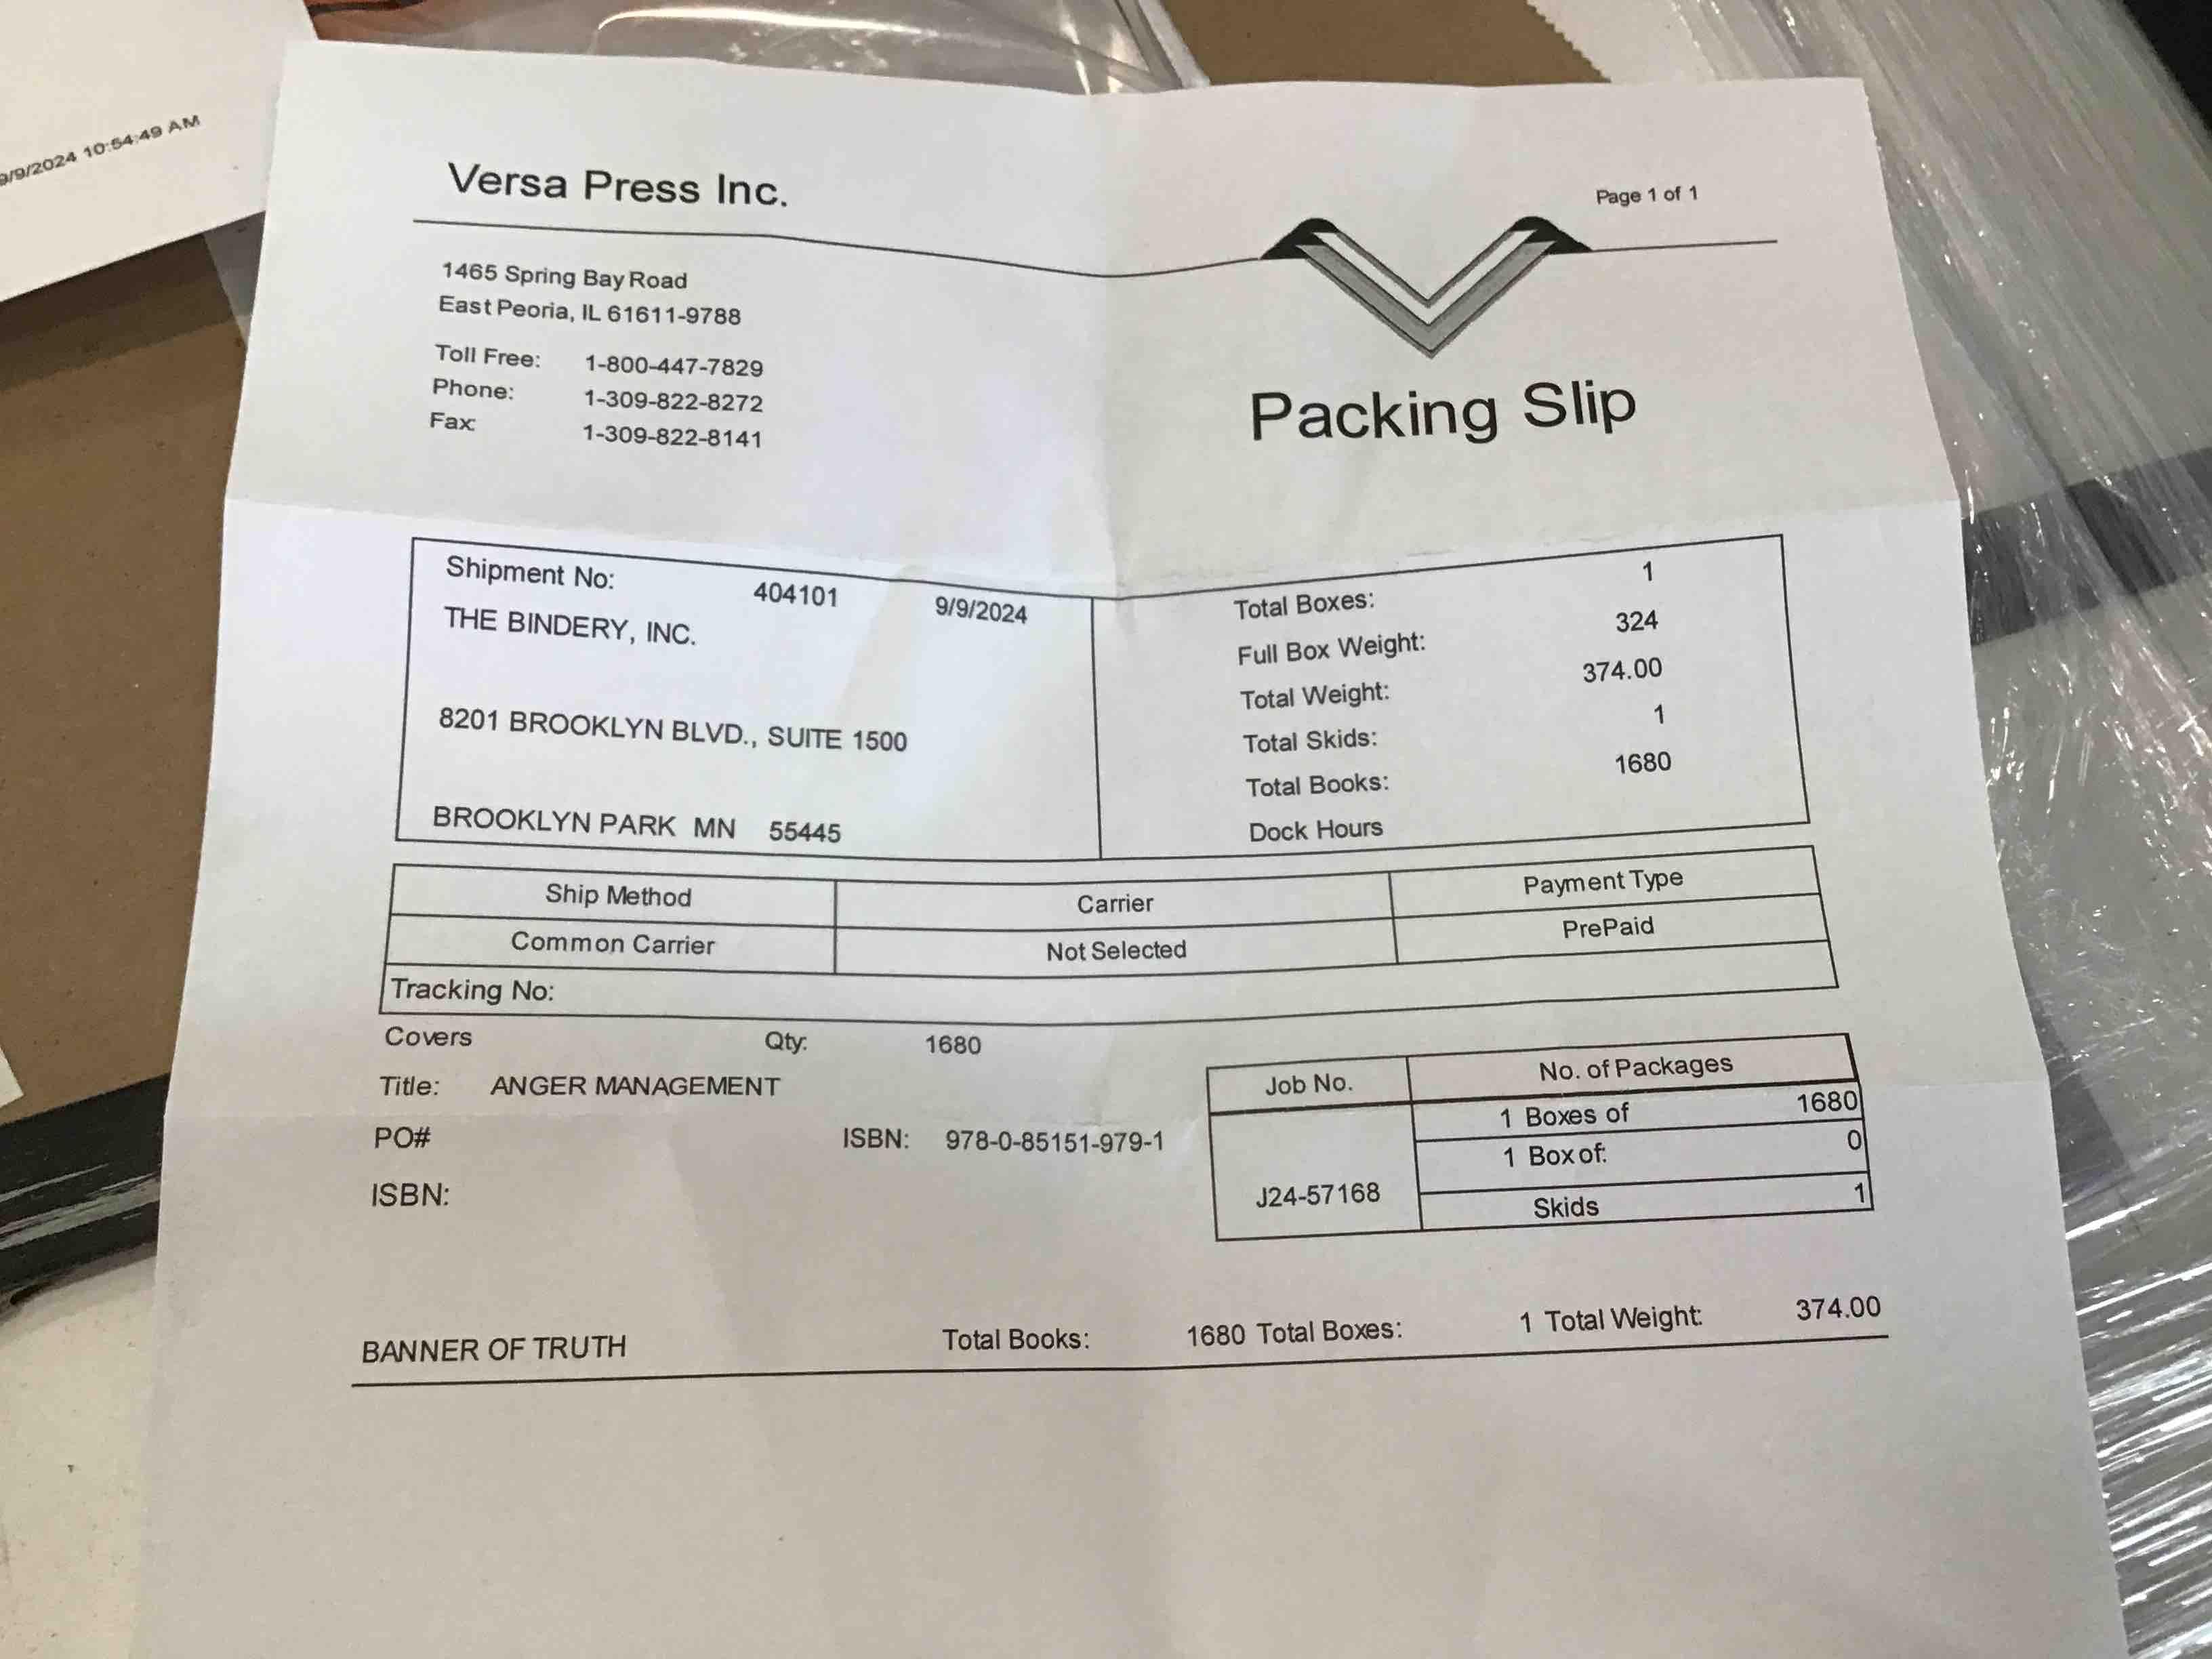 9/9/2024 10:54:49 AM
Versa Press Inc.
Page 1 of 1
1465 Spring Bay Road
East Peoria, IL 61611-9788
Toll Free: 1-800-447-7829
Phone: 1-309-822-8272
Fax: 1-309-822-8141
Packing Slip
Shipment No: 404101 9/9/2024
THE BINDERY, INC.
8201 BROOKLYN BLVD., SUITE 1500
BROOKLYN PARK MN 55445
Total Boxes: 1
Full Box Weight: 324
Total Weight: 374.00
Total Skids: 1
Total Books: 1680
Dock Hours
Ship Method Carrier Payment Type
Common Carrier Not Selected PrePaid
Tracking No:
Covers Qty: 1680
Title: ANGER MANAGEMENT
PO# ISBN: 978-0-85151-979-1
ISBN:
Job No. No. of Packages
1 Boxes of 1680
1 Box of: 0
J24-57168
Skids 1
BANNER OF TRUTH Total Books: 1680 Total Boxes: 1 Total Weight: 374.00